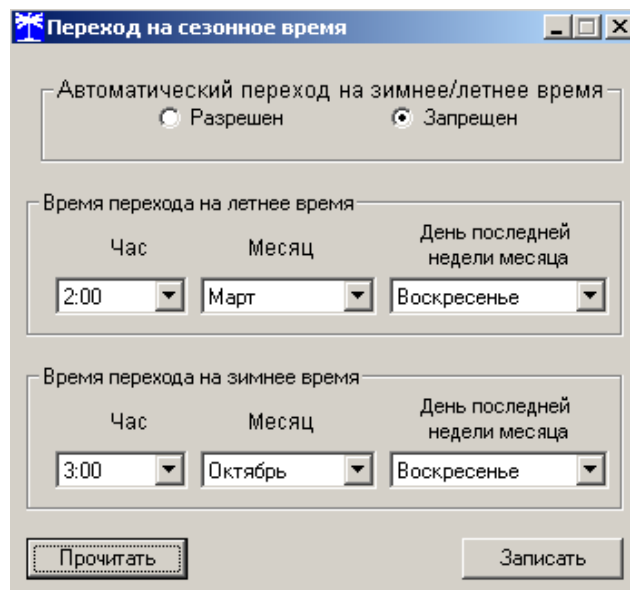 Переход на сезонное время
Автоматический переход на зимнее/летнее время
Разрешен Запрещен
Время перехода на летнее время
Час Месяц День последней недели месяца
2:00 Март Воскресенье
Время перехода на зимнее время
Час Месяц День последней недели месяца
3:00 Октябрь Воскресенье
Прочитать Записать